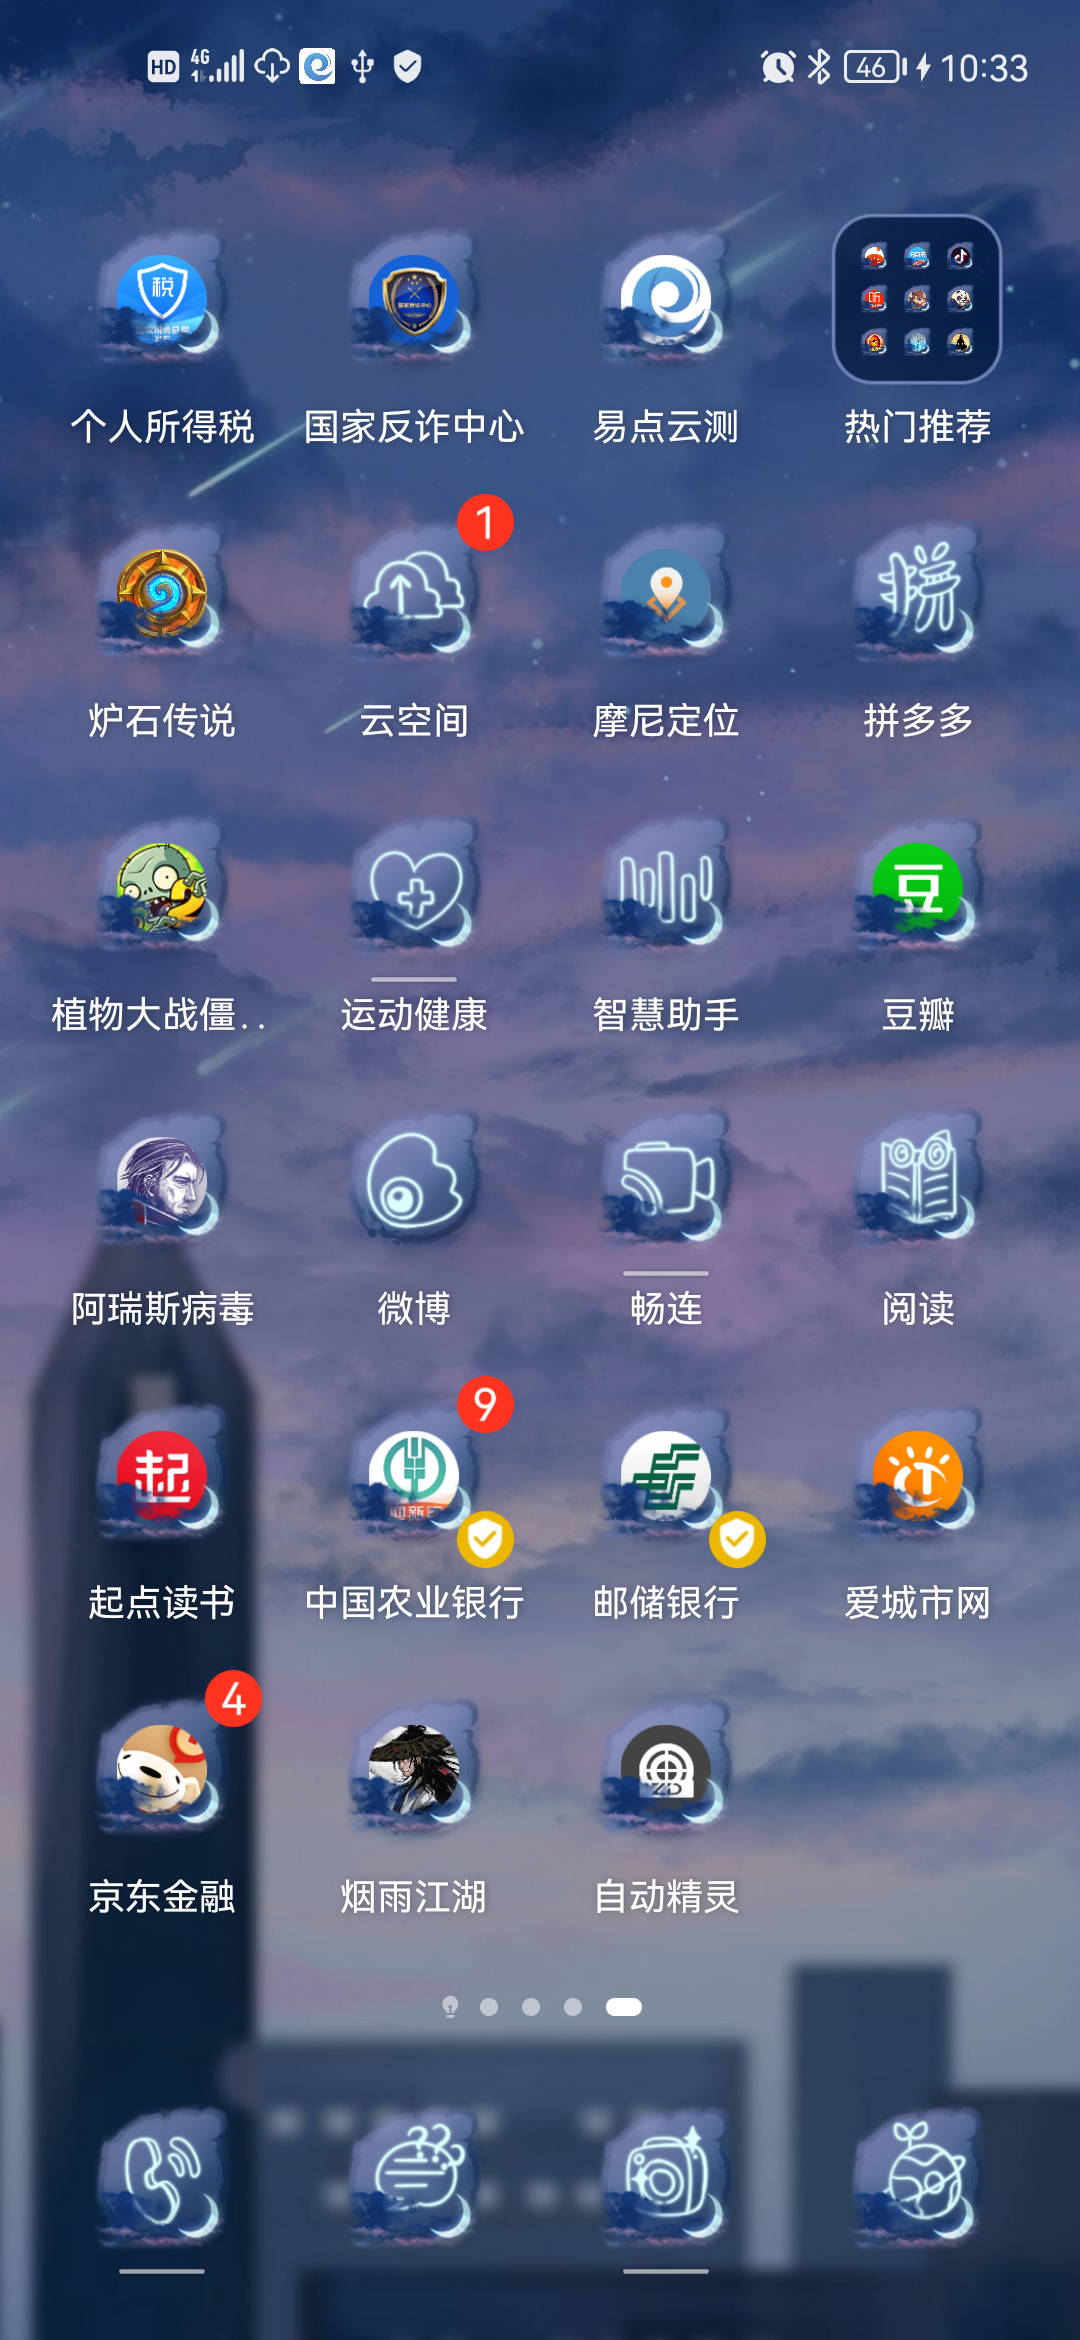 HD 4G 46 10:33
税
个人所得税 国家反诈中心 易点云测 热门推荐
1
炉石传说 云空间 摩尼定位 拼多多
豆
植物大战僵.. 运动健康 智慧助手 豆瓣
阿瑞斯病毒 微博 畅连 阅读
9
起
起点读书 中国农业银行 邮储银行 爱城市网
4
京东金融 烟雨江湖 自动精灵